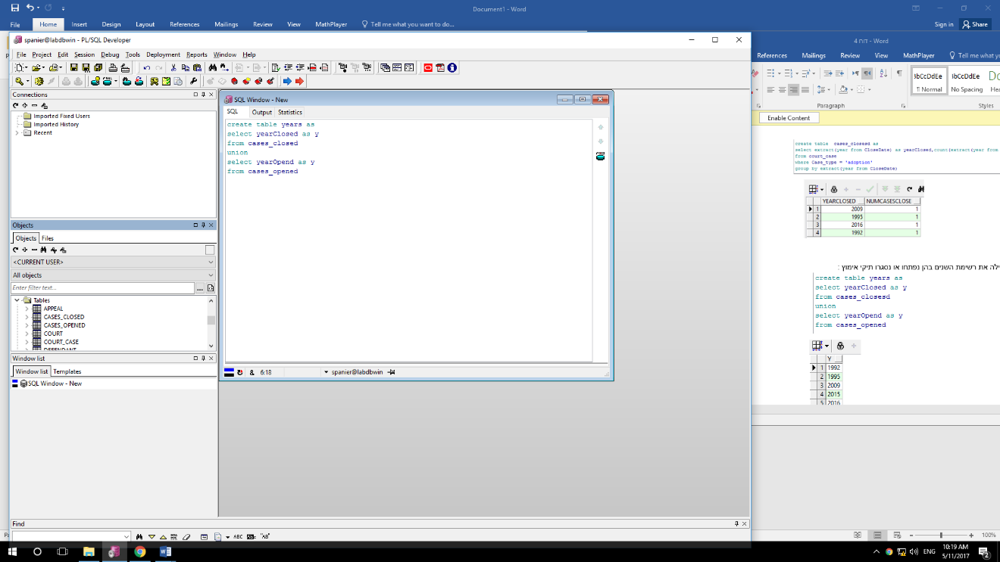 Document1 - Word
File Home Insert Design Layout References Mailings Review View MathPlayer Tell me what you want to do... Sign in Share
spanier@labdbwin - PL/SQL Developer
File Project Edit Session Debug Tools Deployment Reports Window Help
Connections
Imported Fixed Users
Imported History
Recent
Objects
Objects Files
<CURRENT USER>
All objects
Enter filter text...
Tables
APPEAL
CASES_CLOSED
CASES_OPENED
COURT
COURT_CASE
DEFENDANT
Window list
Window list Templates
SQL Window - New
SQL Window - New
SQL Output Statistics
create table years as
select yearClosed as y
from cases_closed
union
select yearOpend as y
from cases_opened
& 6:18 spanier@labdbwin
Find
ABC "AB"
דוח 4 - Word
References Mailings Review View MathPlayer Tell me what yo
AaBbCcDdEe AaBbCcDdEe
¶ Normal No Spacing Hea
Paragraph Styles
Enable Content
create table cases_closesd as
select extract(year from CloseDate) as yearClosed,count(extract(year from
from court_case
where Case_type = 'adoption'
group by extract(year from CloseDate)
YEARCLOSED NUMCASESCLOSE
1 2009 1
2 1995 1
3 2016 1
4 1992 1
ילה את רשימת השנים בהן נפתחו או נסגרו תיקי אימוץ :
create table years as
select yearClosed as y
from cases_closesd
union
select yearOpend as y
from cases_opened
Y
1 1992
2 1995
3 2009
4 2015
5 2016
100%
ENG
10:19 AM
5/11/2017
2